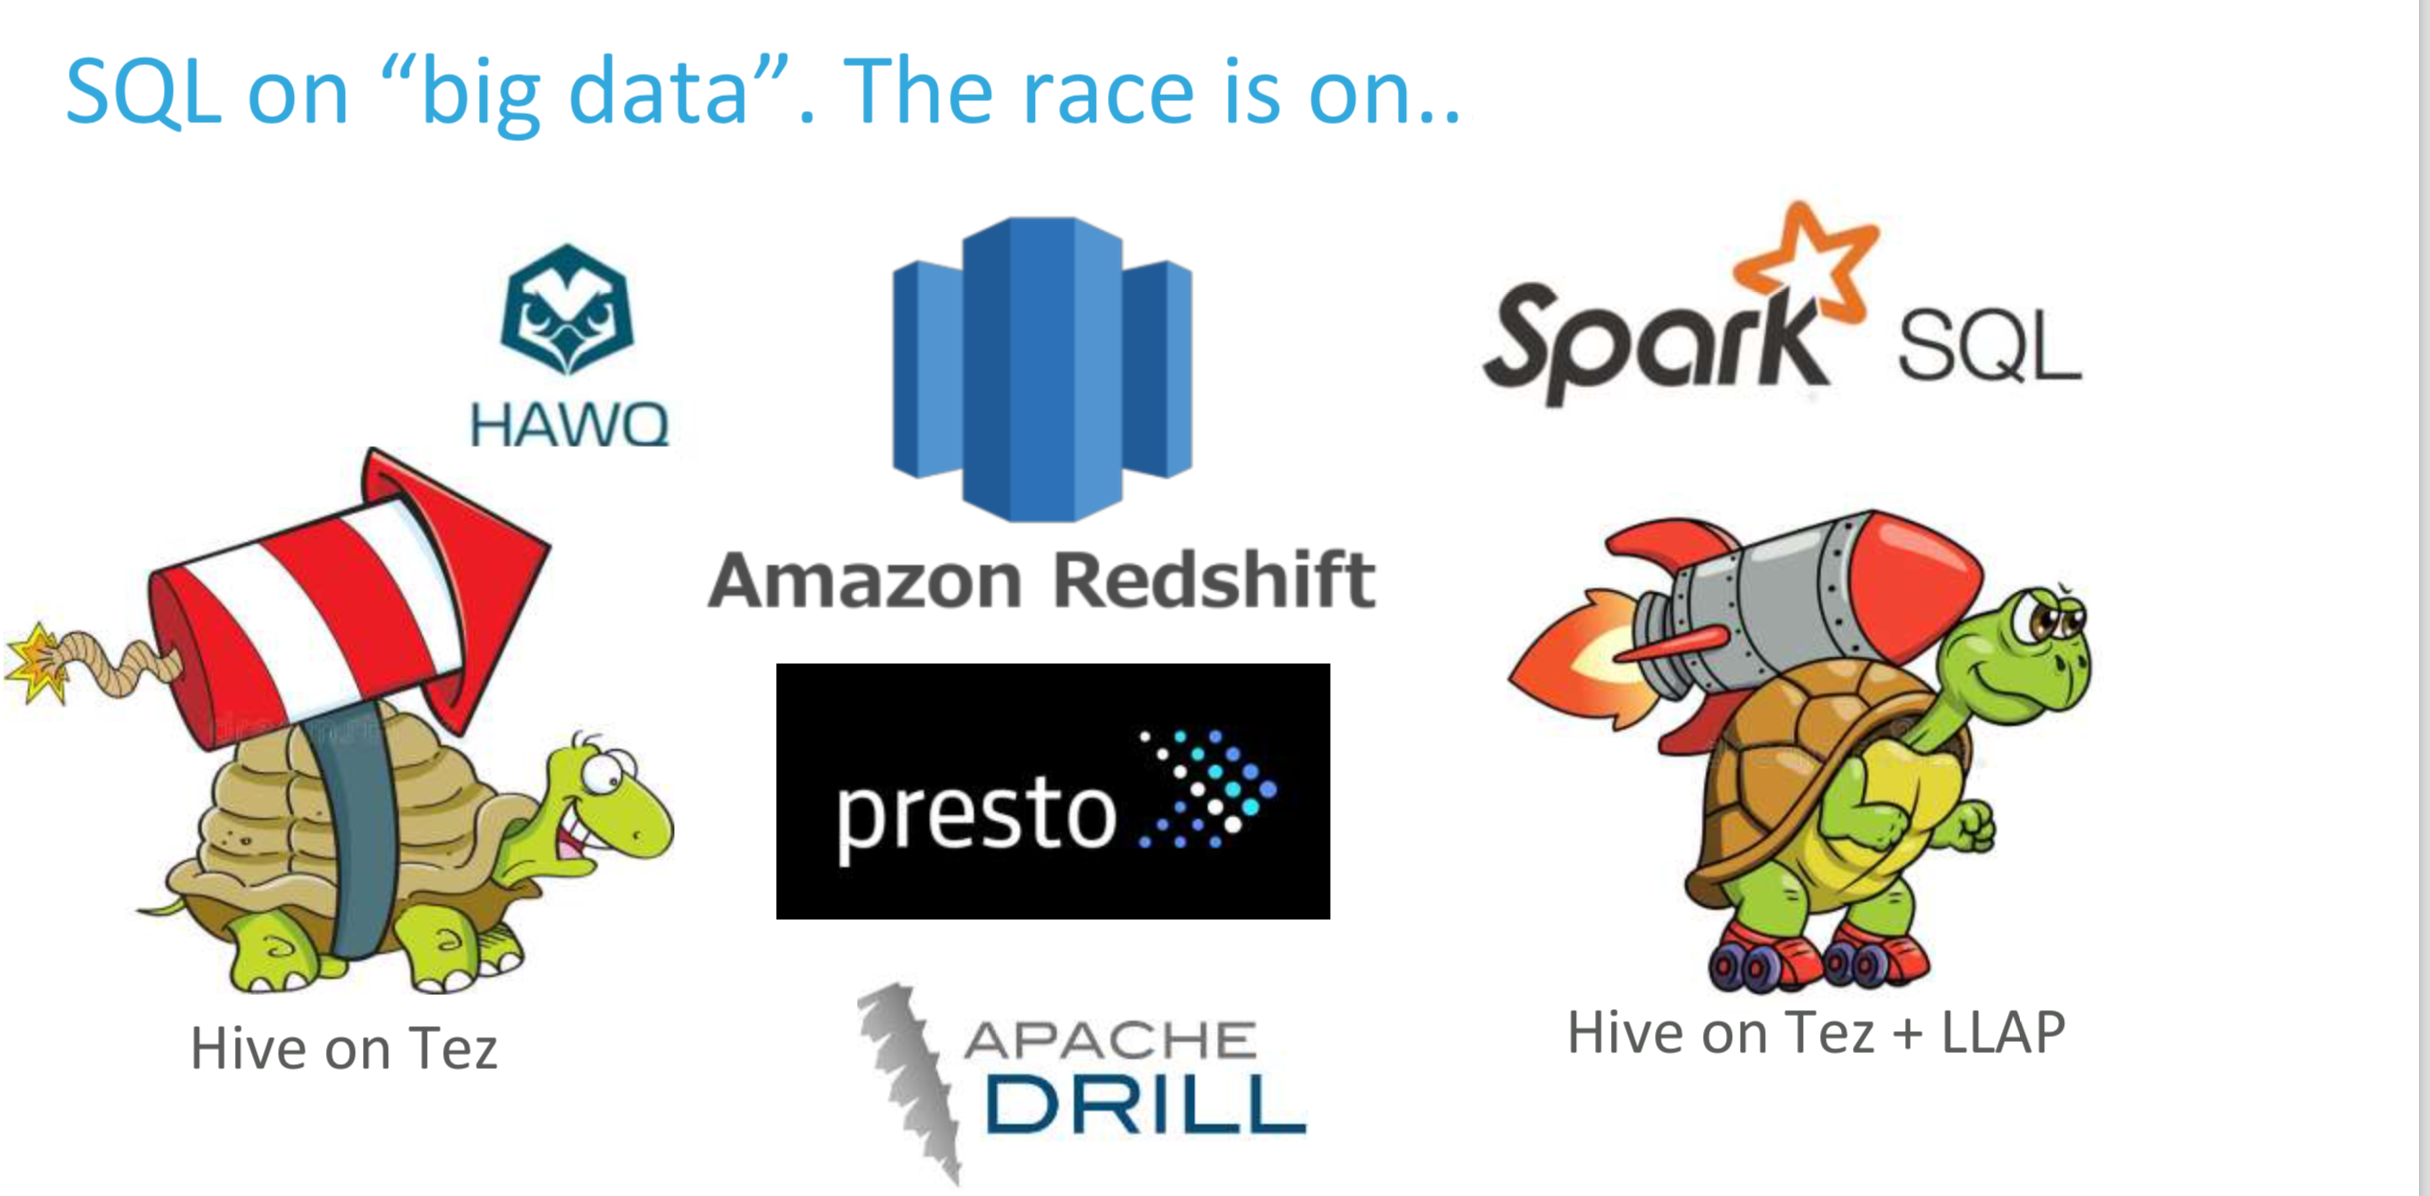 SQL on “big data”. The race is on..
HAWQ
Spark SQL
Amazon Redshift
presto
Hive on Tez
Hive on Tez + LLAP
APACHE
DRILL